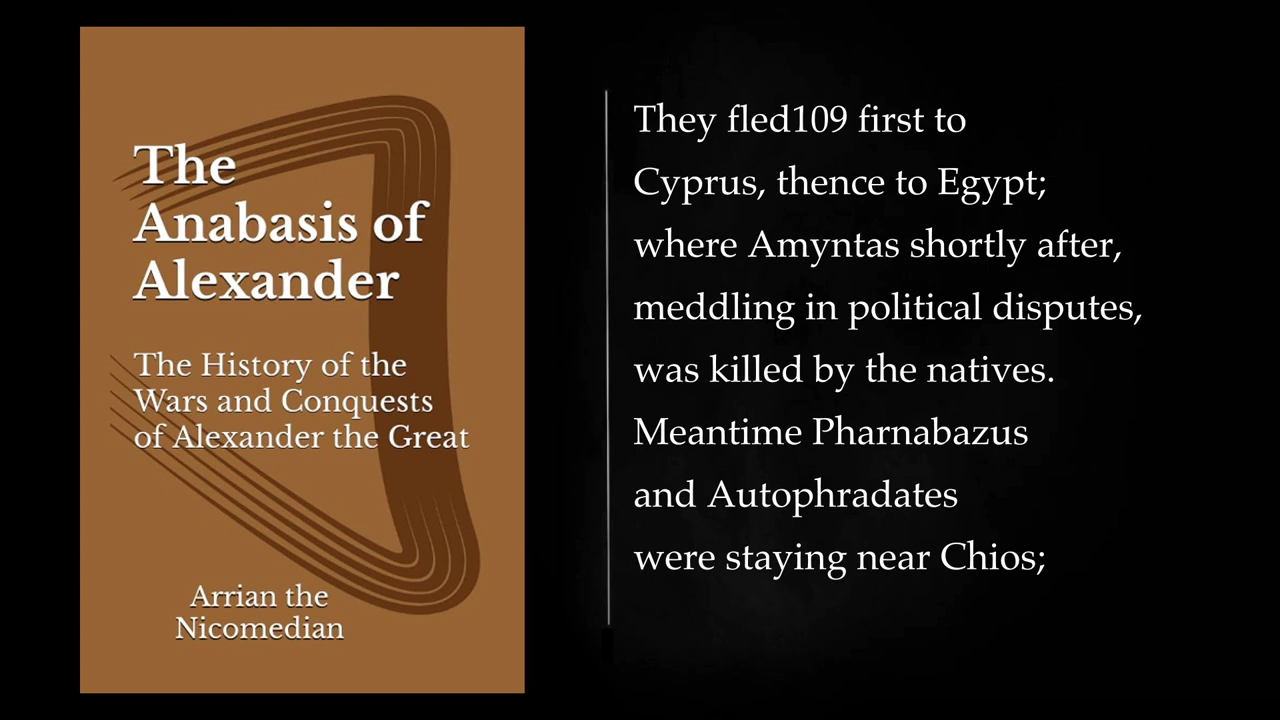 The
Anabasis of
Alexander
The History of the
Wars and Conquests
of Alexander the Great
Arrian the
Nicomedian
They fled109 first to
Cyprus, thence to Egypt;
where Amyntas shortly after,
meddling in political disputes,
was killed by the natives.
Meantime Pharnabazus
and Autophradates
were staying near Chios;